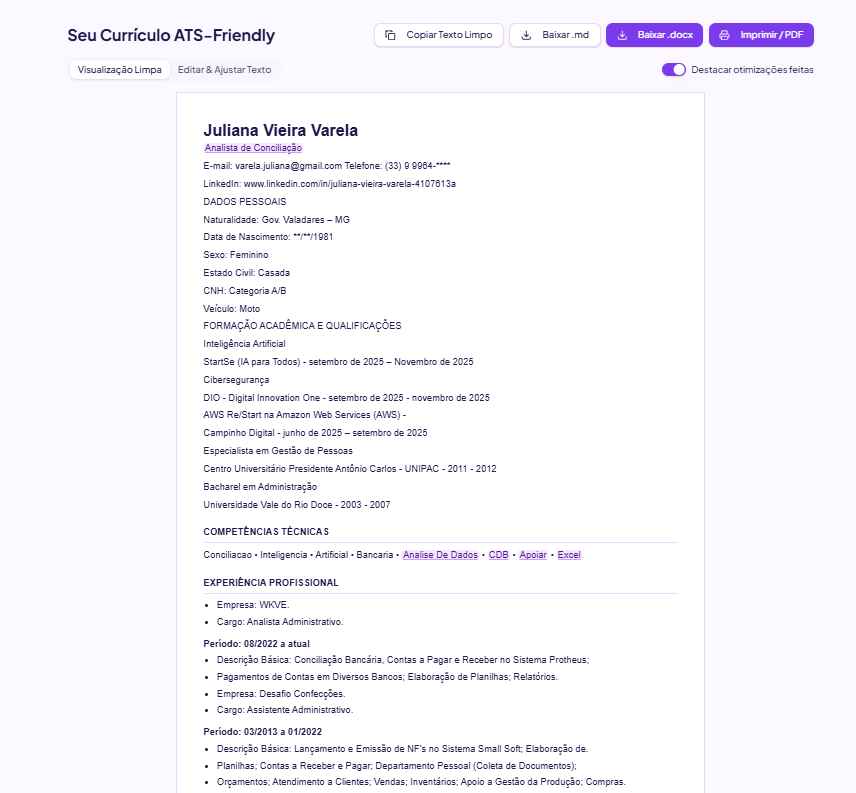 Seu Currículo ATS-Friendly
Copiar Texto Limpo
Baixar .md
Baixar .docx
Imprimir / PDF
Visualização Limpa
Editar & Ajustar Texto
Destacar otimizações feitas
Juliana Vieira Varela
Analista de Conciliação
E-mail: varela.juliana@gmail.com Telefone: (33) 9 9964-****
LinkedIn: www.linkedin.com/in/juliana-vieira-varela-4107613a
DADOS PESSOAIS
Naturalidade: Gov. Valadares – MG
Data de Nascimento: **/**/1981
Sexo: Feminino
Estado Civil: Casada
CNH: Categoria A/B
Veículo: Moto
FORMAÇÃO ACADÊMICA E QUALIFICAÇÕES
Inteligência Artificial
StartSe (IA para Todos) - setembro de 2025 – Novembro de 2025
Cibersegurança
DIO - Digital Innovation One - setembro de 2025 - novembro de 2025
AWS Re/Start na Amazon Web Services (AWS) -
Campinho Digital - junho de 2025 – setembro de 2025
Especialista em Gestão de Pessoas
Centro Universitário Presidente Antônio Carlos - UNIPAC - 2011 - 2012
Bacharel em Administração
Universidade Vale do Rio Doce - 2003 - 2007
COMPETÊNCIAS TÉCNICAS
Conciliacao • Inteligencia • Artificial • Bancaria • Analise De Dados • CDB • Apoiar • Excel
EXPERIÊNCIA PROFISSIONAL
• Empresa: WKVE.
• Cargo: Analista Administrativo.
Período: 08/2022 a atual
• Descrição Básica: Conciliação Bancária, Contas a Pagar e Receber no Sistema Protheus;
• Pagamentos de Contas em Diversos Bancos; Elaboração de Planilhas; Relatórios.
• Empresa: Desafio Confecções.
• Cargo: Assistente Administrativo.
Período: 03/2013 a 01/2022
• Descrição Básica: Lançamento e Emissão de NF's no Sistema Small Soft; Elaboração de.
• Planilhas; Contas a Receber e Pagar; Departamento Pessoal (Coleta de Documentos);
• Orçamentos; Atendimento a Clientes; Vendas; Inventários; Apoio a Gestão da Produção; Compras.